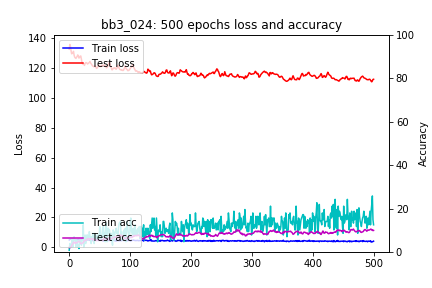 bb3_024: 500 epochs loss and accuracy
140
120
100
80
60
40
20
0
Loss
Train loss
Test loss
Train acc
Test acc
100
80
60
40
20
0
Accuracy
0
100
200
300
400
500